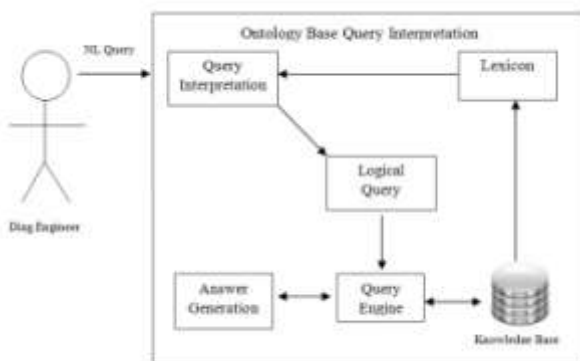 Ontology Base Query Interpretation
NL Query
Query
Interpretation
Lexicon
Logical
Query
Diag Engineer
Answer
Generation
Query
Engine
Knowledge Base